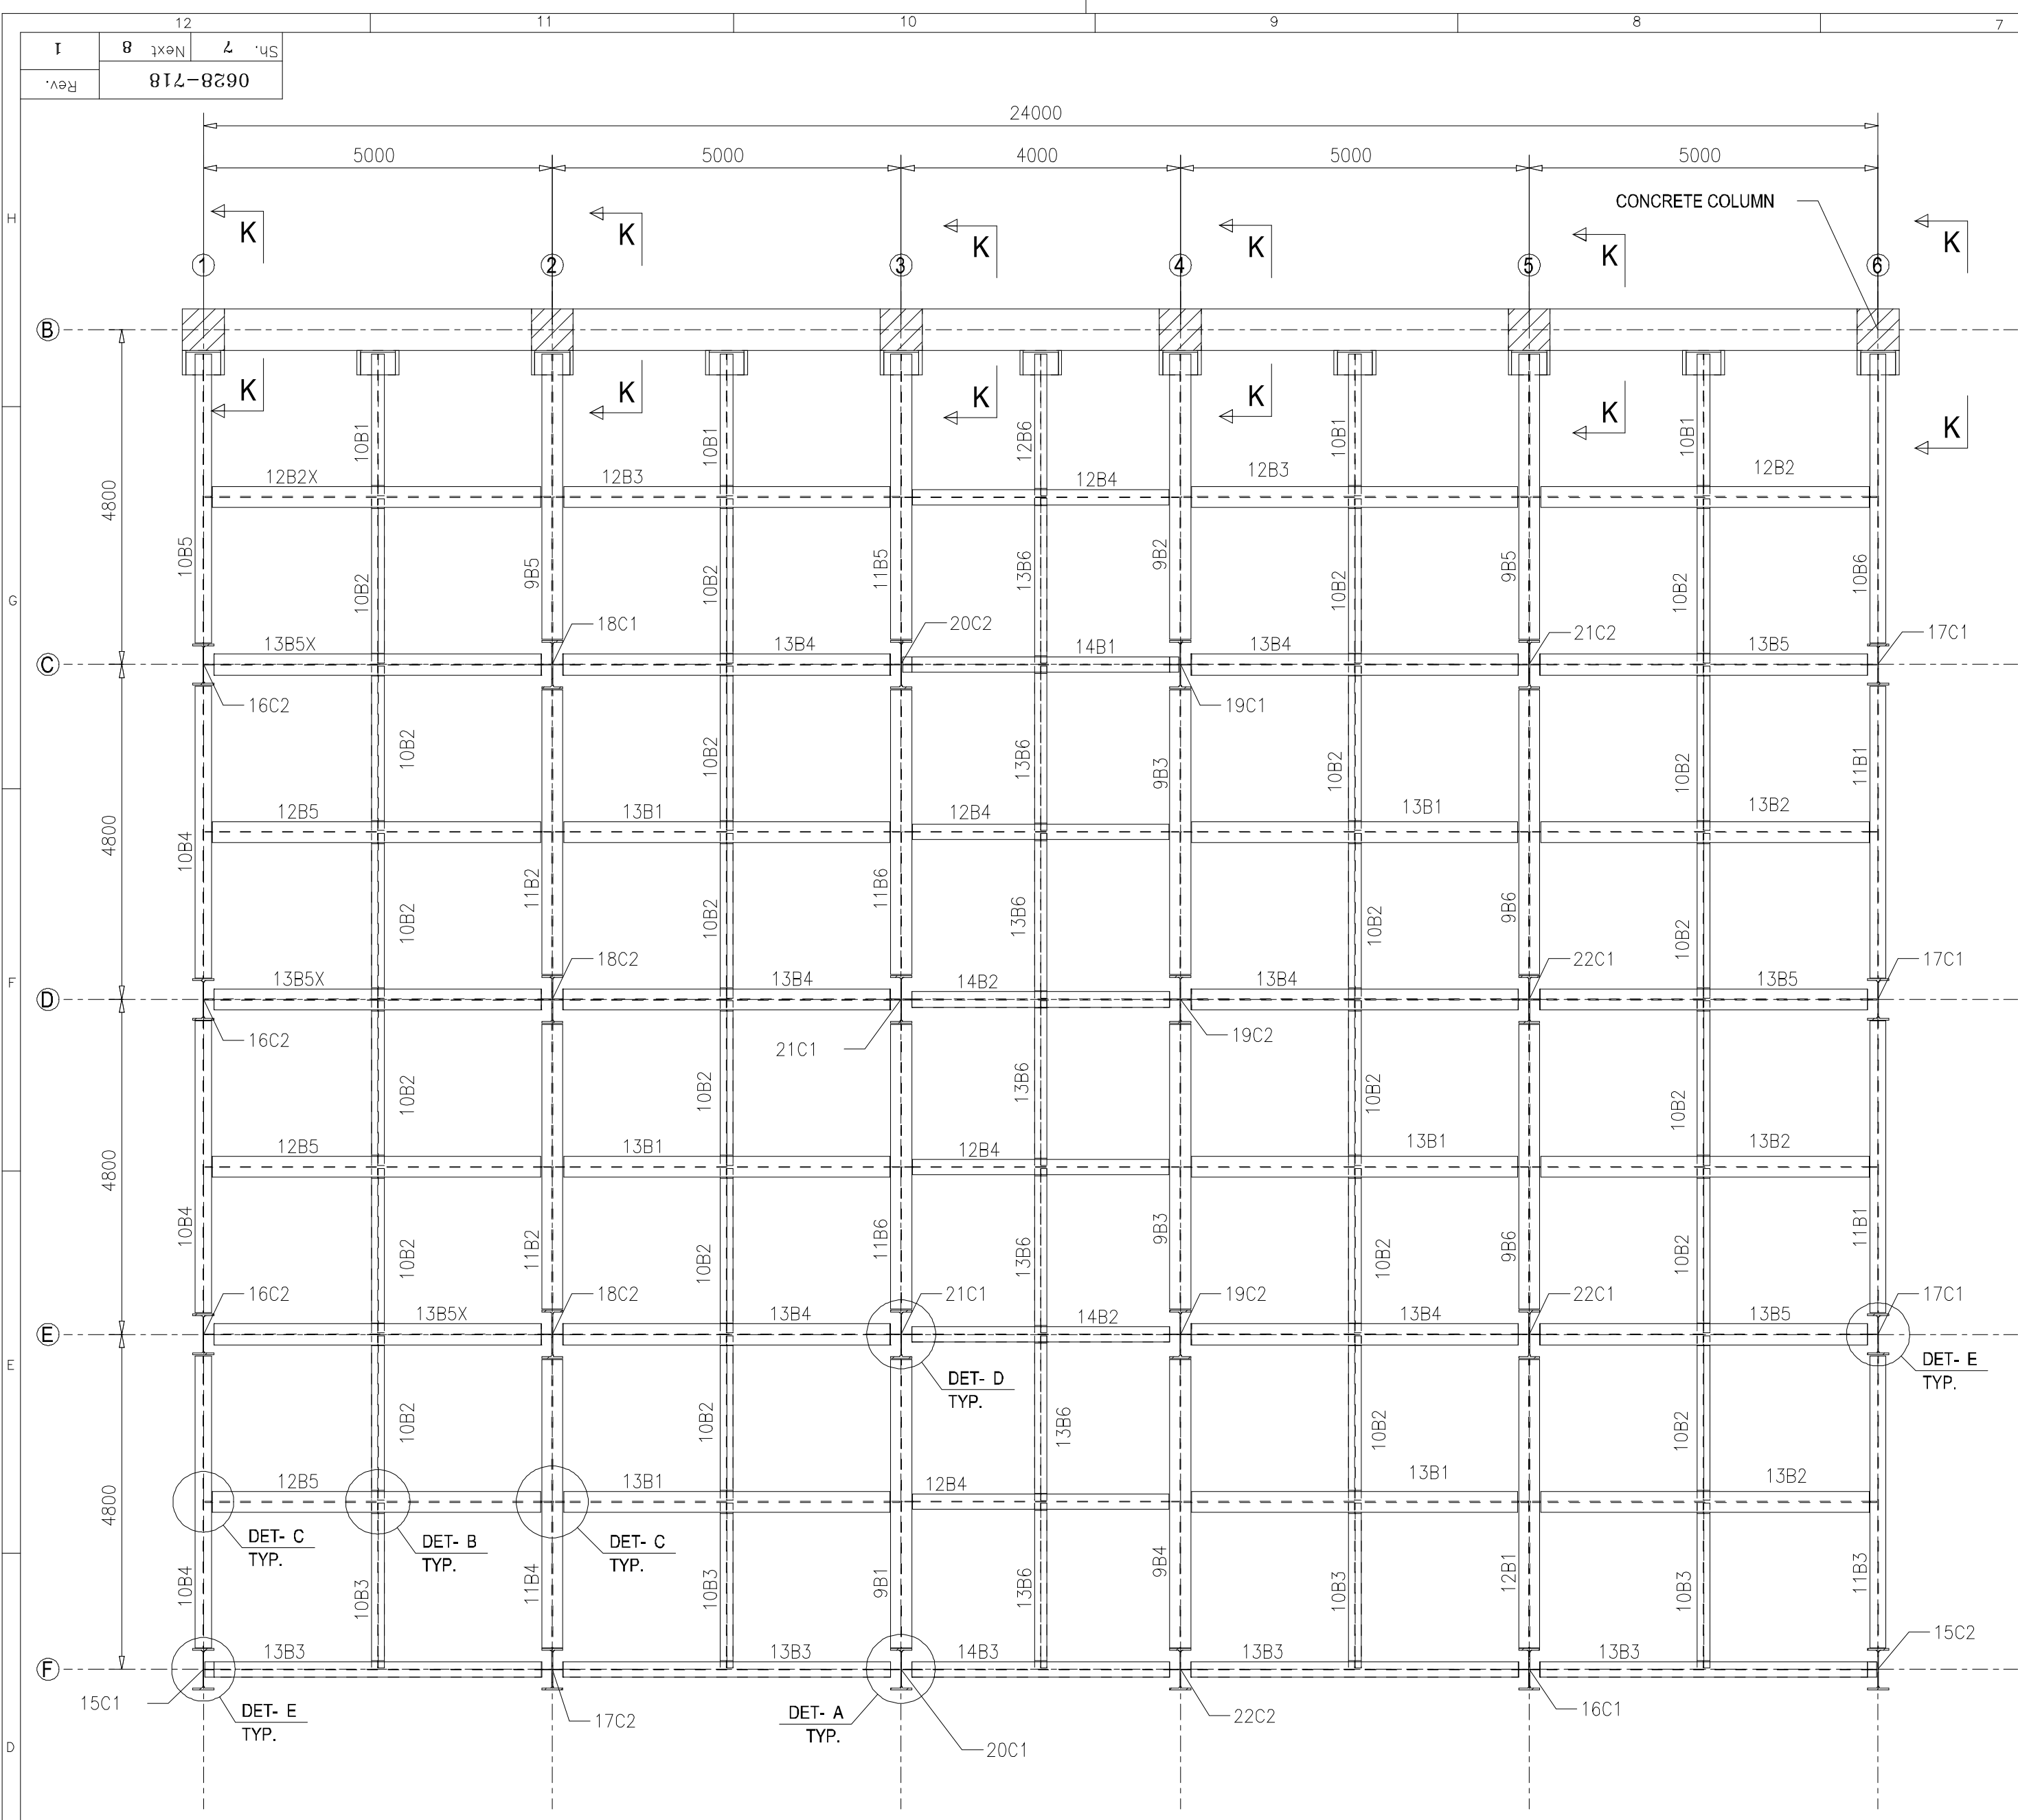 12 11 10 9 8 7
Sh. 7 Next 8 1
0628-718 Rev.
24000
5000 5000 4000 5000 5000
CONCRETE COLUMN
H
K K K K K K
1 2 3 4 5 6
B
K K K K K K
10B1 10B1 12B6 10B1 10B1
12B2X 12B3 12B4 12B3 12B2
4800
10B5 10B2 9B5 10B2 11B5 13B6 9B2 10B2 9B5 10B2 10B6
G
18C1 20C2 21C2 17C1
13B5X 13B4 14B1 13B4 13B5
C
16C2 19C1
10B2 10B2 13B6 9B3 10B2 10B2 11B1
12B5 13B1 12B4 13B1 13B2
4800
10B4 10B2 11B2 10B2 11B6 13B6 10B2 9B6 10B2
18C2 22C1 17C1
F
13B5X 13B4 14B2 13B4 13B5
D
16C2 21C1 19C2
10B2 10B2 13B6 10B2 10B2
12B5 13B1 12B4 13B1 13B2
4800
10B4 10B2 11B2 10B2 11B6 13B6 9B3 10B2 9B6 10B2 11B1
16C2 18C2 21C1 19C2 22C1 17C1
13B5X 13B4 14B2 13B4 13B5
E
E
DET- D
TYP.
DET- E
TYP.
10B2 10B2 13B6 10B2 10B2
12B5 13B1 12B4 13B1 13B2
4800
DET- C
TYP.
DET- B
TYP.
DET- C
TYP.
10B4 10B3 11B4 10B3 9B1 13B6 9B4 10B3 12B1 10B3 11B3
13B3 13B3 14B3 13B3 13B3
15C2
F
15C1
DET- E
TYP.
17C2
DET- A
TYP.
20C1
22C2
16C1
D